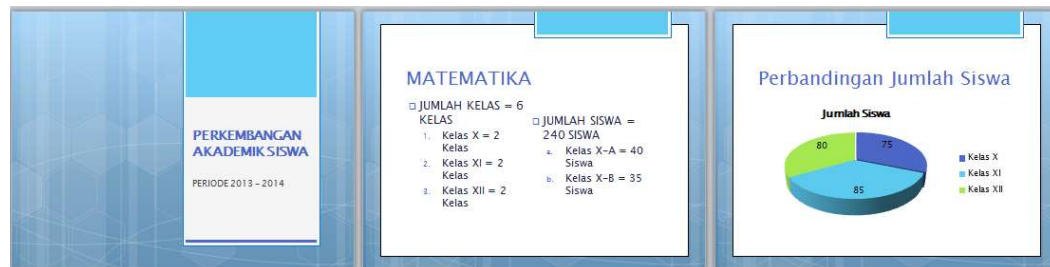 PERKEMBANGAN
AKADEMIK SISWA
PERIODE 2013 – 2014
MATEMATIKA
JUMLAH KELAS = 6
KELAS
1. Kelas X = 2
Kelas
2. Kelas XI = 2
Kelas
3. Kelas XII = 2
Kelas
JUMLAH SISWA =
240 SISWA
a. Kelas X-A = 40
Siswa
b. Kelas X-B = 35
Siswa
Perbandingan Jumlah Siswa
Jumlah Siswa
80
75
85
Kelas X
Kelas XI
Kelas XII